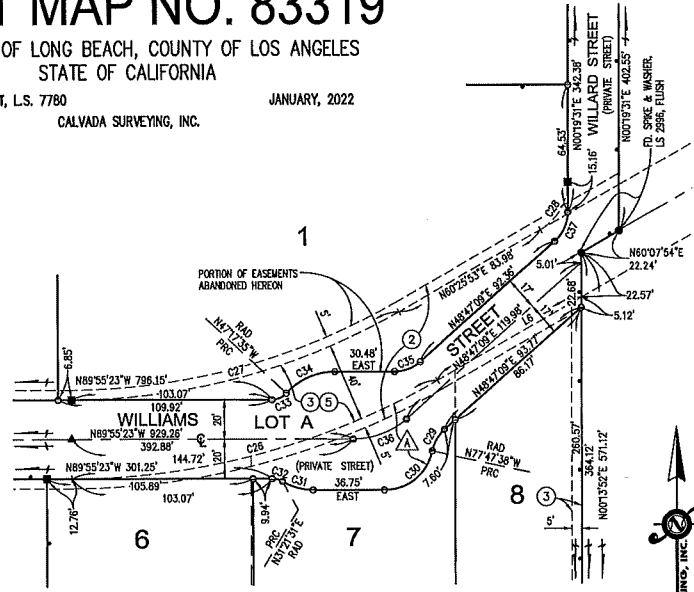 T MAP NO. 83319
OF LONG BEACH, COUNTY OF LOS ANGELES
STATE OF CALIFORNIA
T, L.S. 7780
JANUARY, 2022
CALVADA SURVEYING, INC.
WILLARD STREET
(PRIVATE STREET)
N00°19'31"E 342.38'
N00°19'31"E 402.55'
64.53'
15.16'
FD. SPIKE & WASHER,
LS 2996, FLUSH
C28
C37
N60°07'54"E
22.24'
5.01'
22.68'
22.57'
5.12'
1
PORTION OF EASEMENTS
ABANDONED HEREON
N60°25'53"E 83.98'
N48°47'09"E 92.36'
17'
17'
STREET
L6
N48°47'09"E 119.98'
N48°47'09"E 93.77'
86.17'
2
RAD
N47°17'35"W
PRC
5'
45'
5'
30.48'
EAST
C35
C34
C27
C33
6.85'
N89°55'23"W 796.15'
103.07'
109.92'
3 5
WILLIAMS
LOT A
20'
20'
N89°55'23"W 929.26'
392.88'
144.72'
C26
C36
4
C29
RAD
N77°47'38"W
PRC
7.60'
N89°55'23"W 301.25'
105.89'
103.07'
12.76'
9.94'
C32
(PRIVATE STREET)
C31
36.75'
EAST
C30
PRC
N31°21'31"E
RAD
6
7
8
3
5'
260.57'
364.12'
N00°13'52"E 571.12'
N
NG, INC.